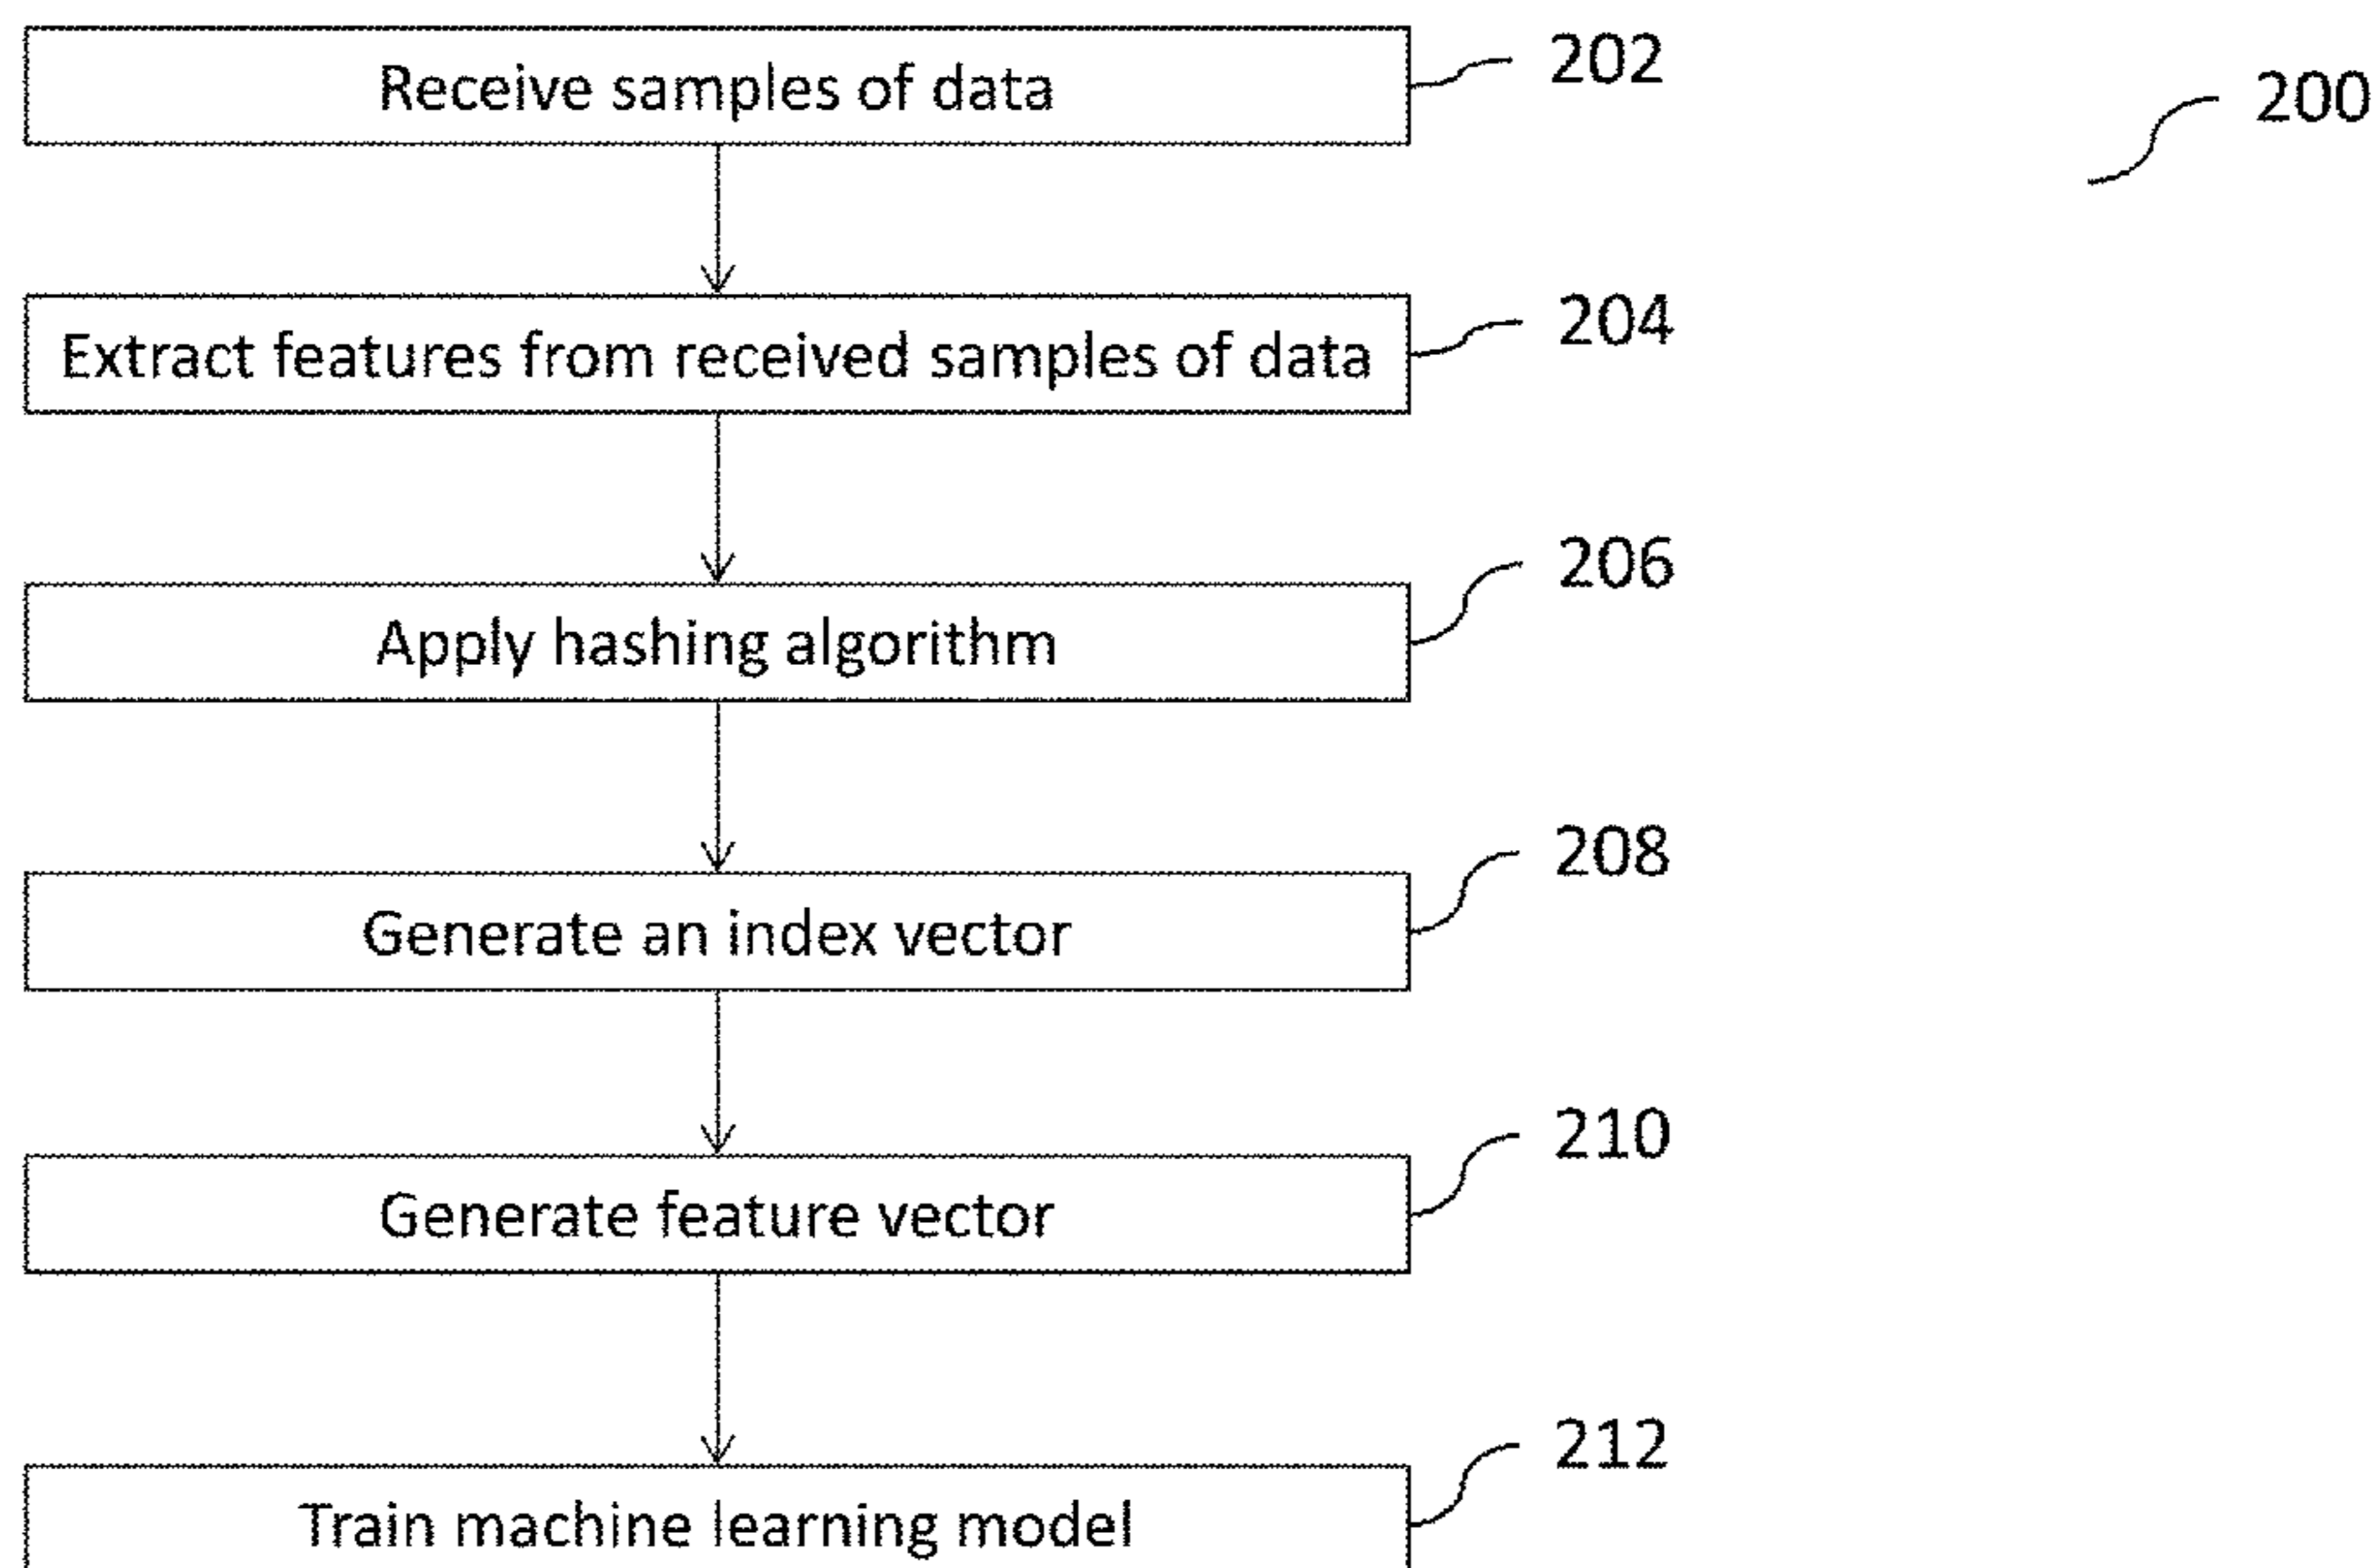 Receive samples of data 202
200
Extract features from received samples of data 204
Apply hashing algorithm 206
Generate an index vector 208
Generate feature vector 210
Train machine learning model 212